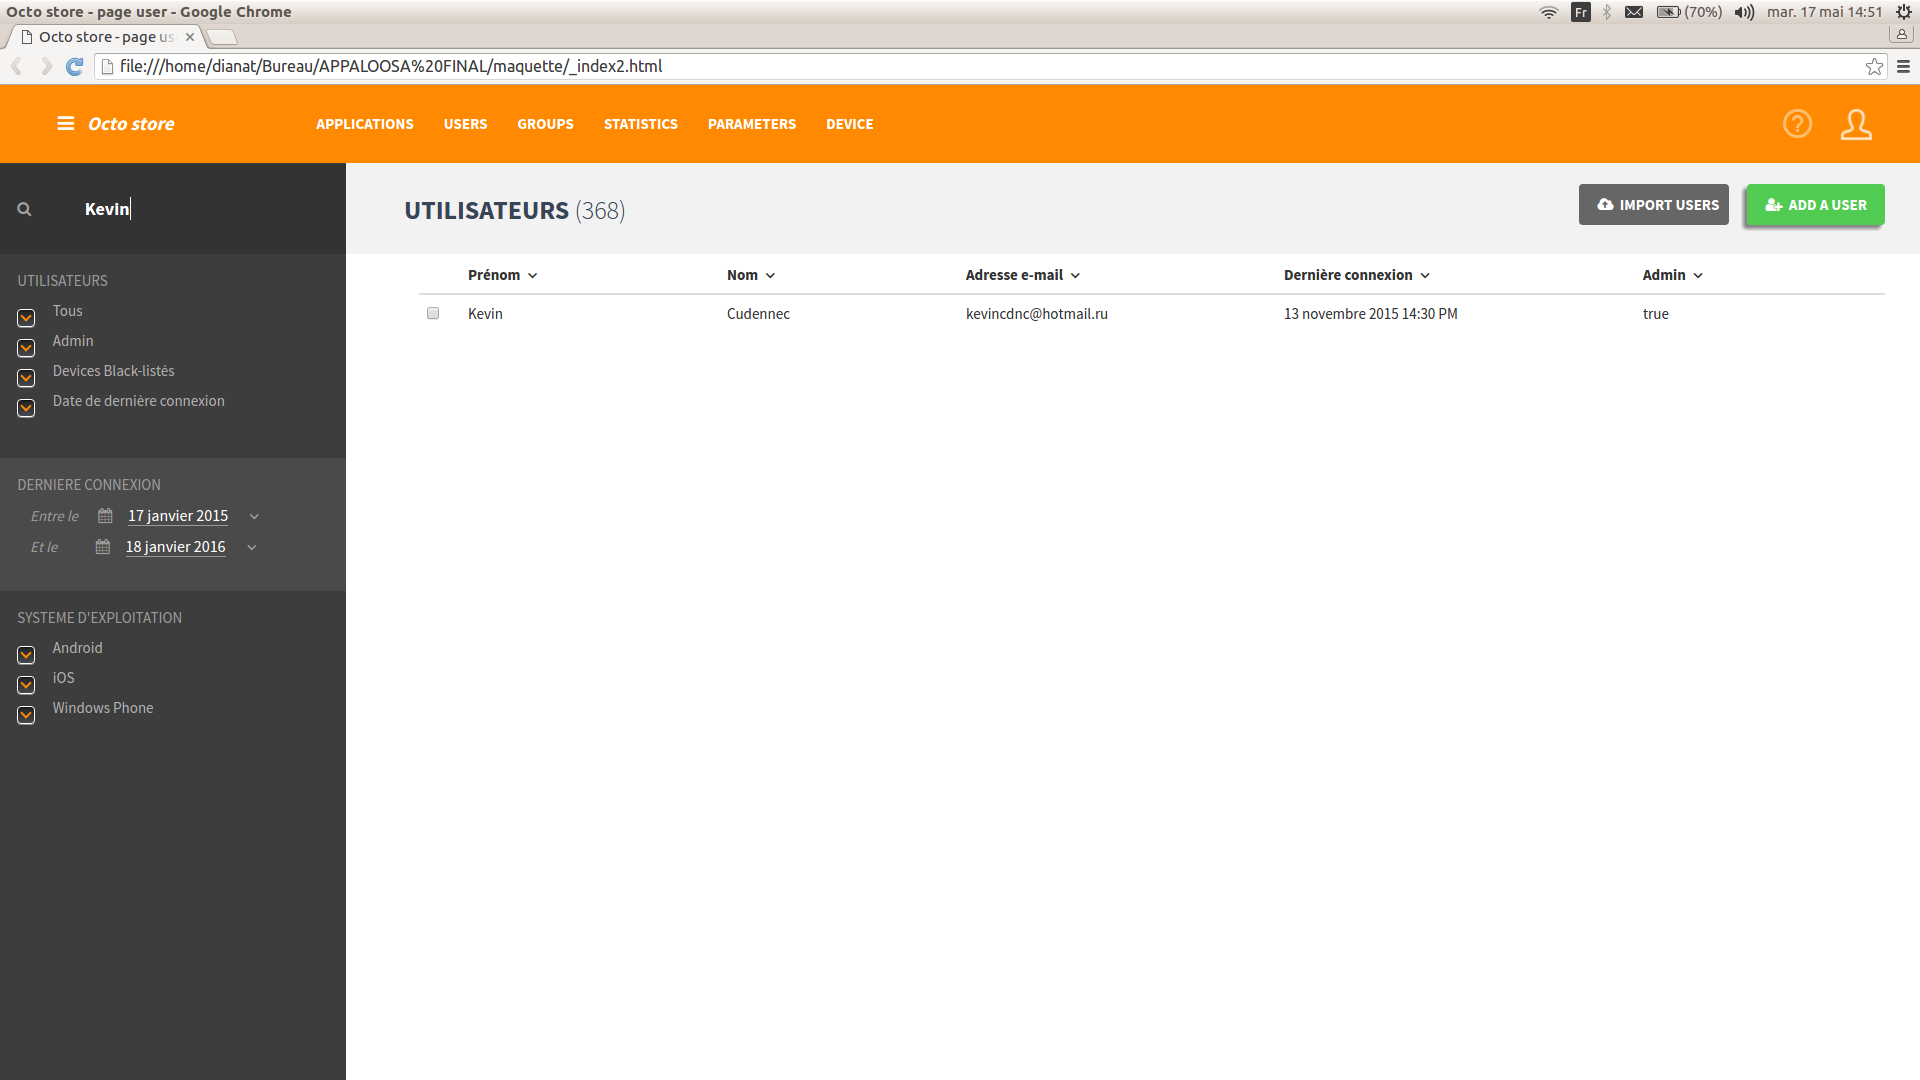 Octo store - page user - Google Chrome
Fr
(70%)
mar. 17 mai 14:51
Octo store - page us
file:///home/dianat/Bureau/APPALOOSA%20FINAL/maquette/_index2.html
Octo store
APPLICATIONS
USERS
GROUPS
STATISTICS
PARAMETERS
DEVICE
?
Kevin
UTILISATEURS (368)
IMPORT USERS
ADD A USER
UTILISATEURS
Tous
Admin
Devices Black-listés
Date de dernière connexion
DERNIERE CONNEXION
Entre le 17 janvier 2015
Et le 18 janvier 2016
SYSTEME D'EXPLOITATION
Android
iOS
Windows Phone
Prénom Nom Adresse e-mail Dernière connexion Admin
Kevin Cudennec kevincdnc@hotmail.ru 13 novembre 2015 14:30 PM true